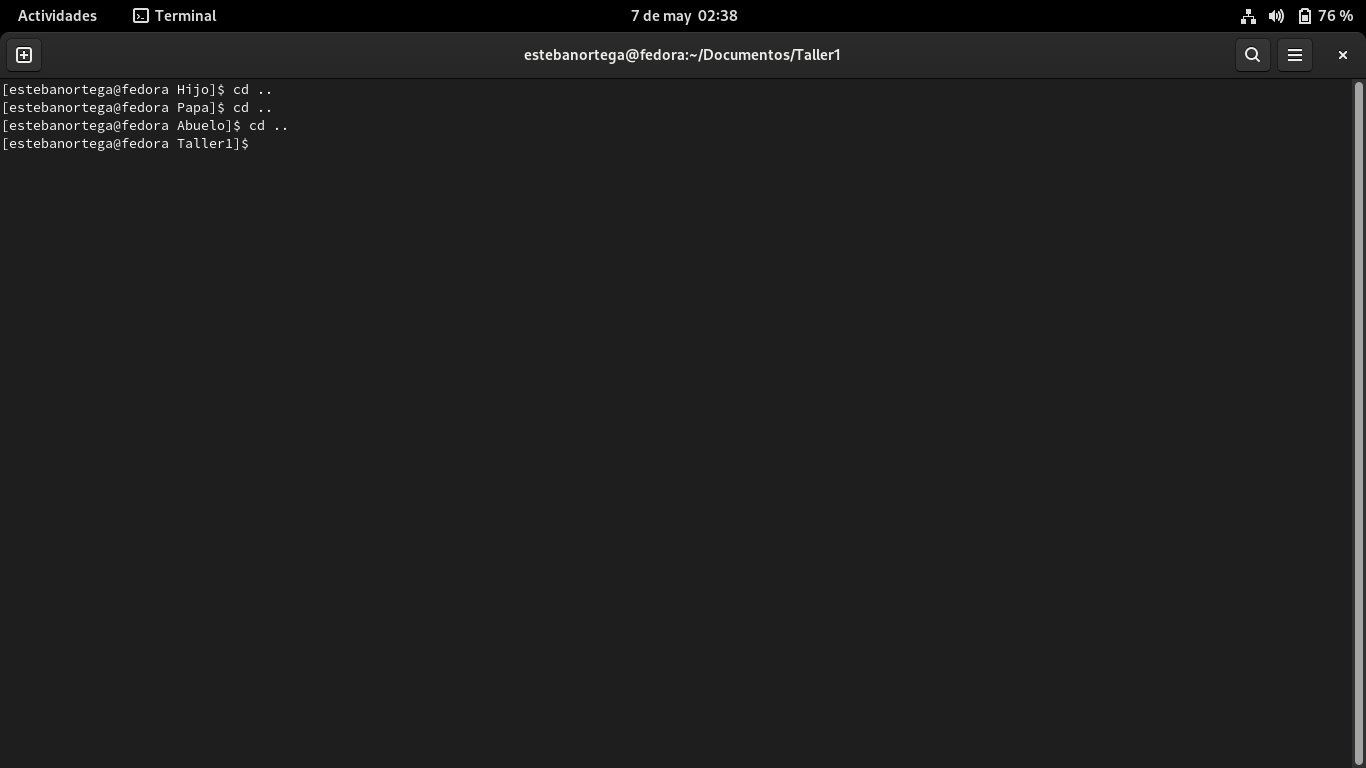 Actividades Terminal 7 de may 02:38 76 %
estebanortega@fedora:~/Documentos/Taller1
[estebanortega@fedora Hijo]$ cd ..
[estebanortega@fedora Papa]$ cd ..
[estebanortega@fedora Abuelo]$ cd ..
[estebanortega@fedora Taller1]$